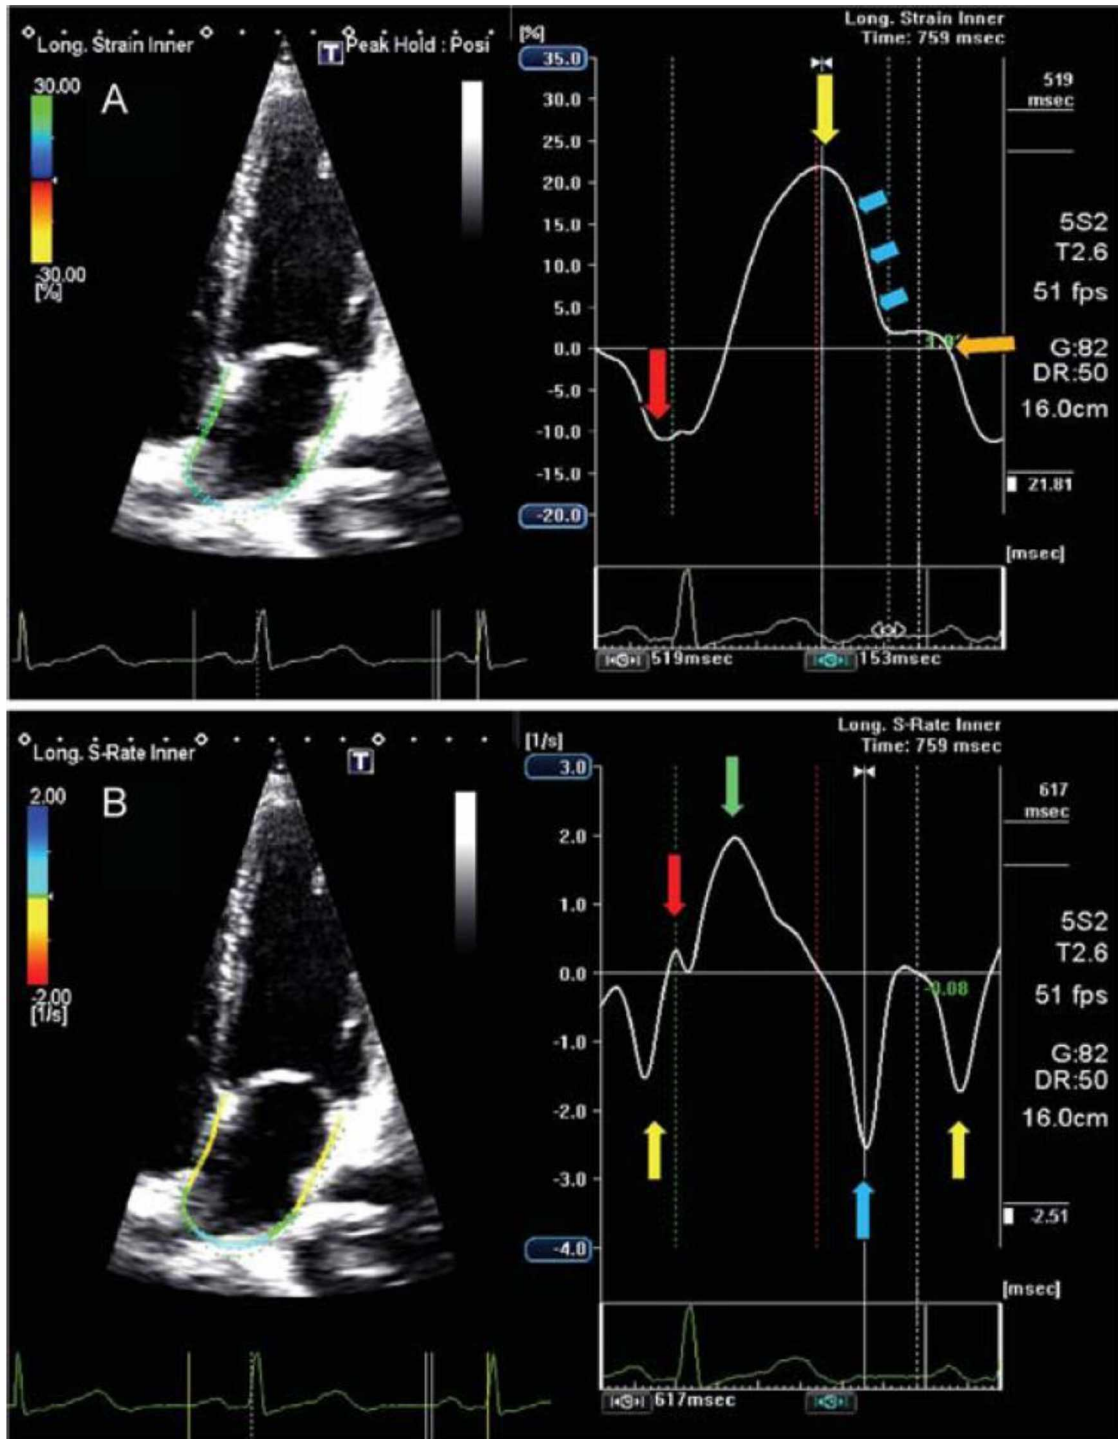 Long. Strain Inner
T Peak Hold : Posi
30.00
A
-30.00
[%]
[%]
Long. Strain Inner
Time: 759 msec
35.0
30.0
25.0
20.0
15.0
10.0
5.0
0.0
-5.0
-10.0
-15.0
-20.0
519
msec
5S2
T2.6
51 fps
G:82
DR:50
16.0cm
21.81
[msec]
519msec
153msec
Long. S-Rate Inner
T
2.00
B
-2.00
[1/s]
[1/s]
Long. S-Rate Inner
Time: 759 msec
3.0
2.0
1.0
0.0
-1.0
-2.0
-3.0
-4.0
-0.08
617
msec
5S2
T2.6
51 fps
G:82
DR:50
16.0cm
-2.51
[msec]
617msec